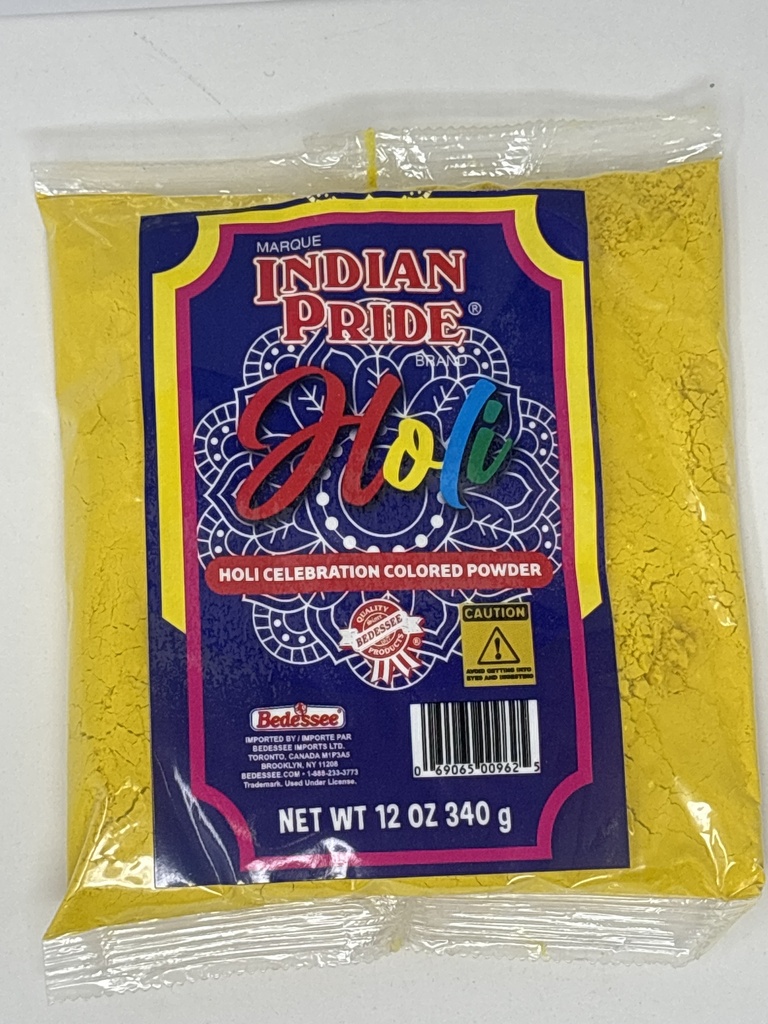 MARQUE
INDIAN
PRIDE®
BRAND
Holi
HOLI CELEBRATION COLORED POWDER
QUALITY
BEDESSEE
PRODUCTS
®
CAUTION
!
AVOID GETTING INTO
EYES AND INGESTING
Bedessee
IMPORTED BY / IMPORTE PAR
BEDESSEE IMPORTS LTD.
TORONTO, CANADA M1P3A5
BROOKLYN, NY 11208
BEDESSEE.COM • 1-888-233-3773
Trademark. Used Under License.
0 69065 00962 5
NET WT 12 OZ 340 g